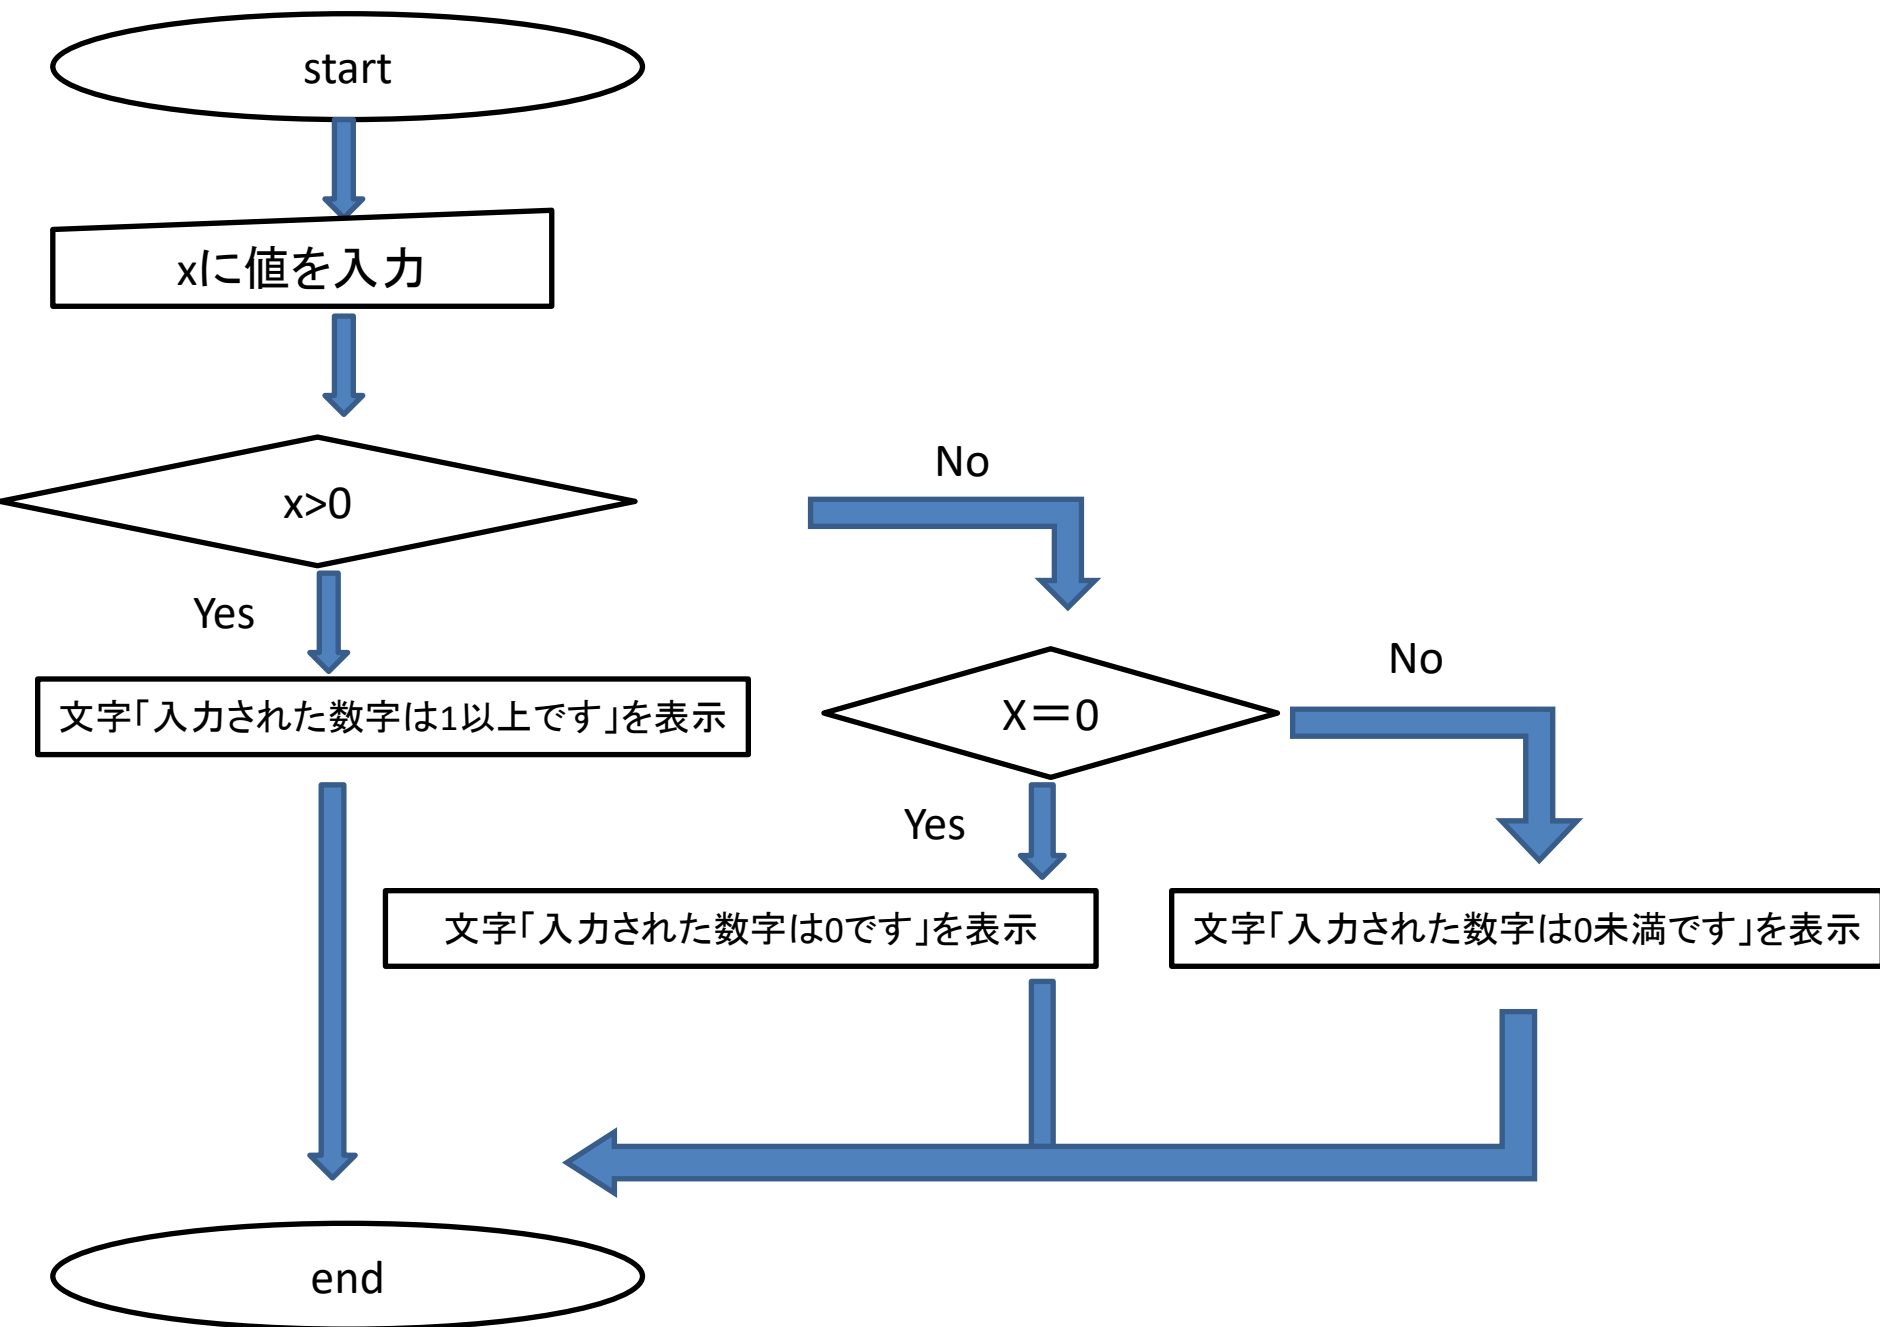 start
xに値を入力
x>0
No
Yes
文字「入力された数字は1以上です」を表示
X＝0
No
Yes
文字「入力された数字は0です」を表示
文字「入力された数字は0未満です」を表示
end